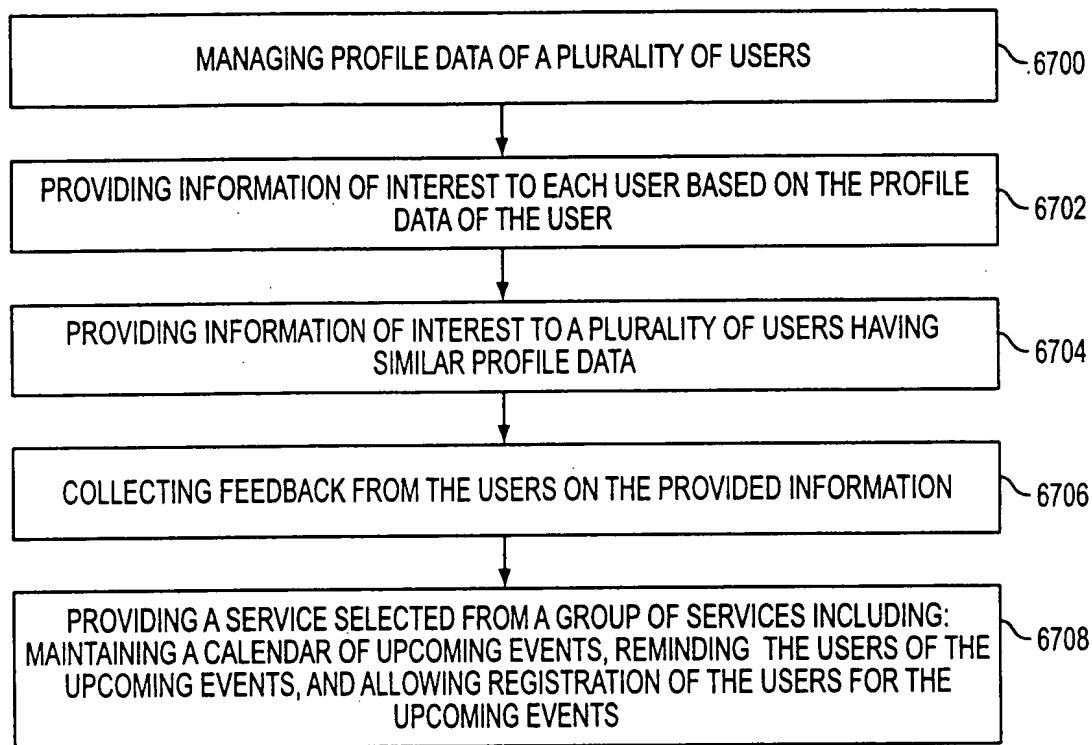 MANAGING PROFILE DATA OF A PLURALITY OF USERS
6700
PROVIDING INFORMATION OF INTEREST TO EACH USER BASED ON THE PROFILE
DATA OF THE USER
6702
PROVIDING INFORMATION OF INTEREST TO A PLURALITY OF USERS HAVING
SIMILAR PROFILE DATA
6704
COLLECTING FEEDBACK FROM THE USERS ON THE PROVIDED INFORMATION
6706
PROVIDING A SERVICE SELECTED FROM A GROUP OF SERVICES INCLUDING:
MAINTAINING A CALENDAR OF UPCOMING EVENTS, REMINDING THE USERS OF THE
UPCOMING EVENTS, AND ALLOWING REGISTRATION OF THE USERS FOR THE
UPCOMING EVENTS
6708